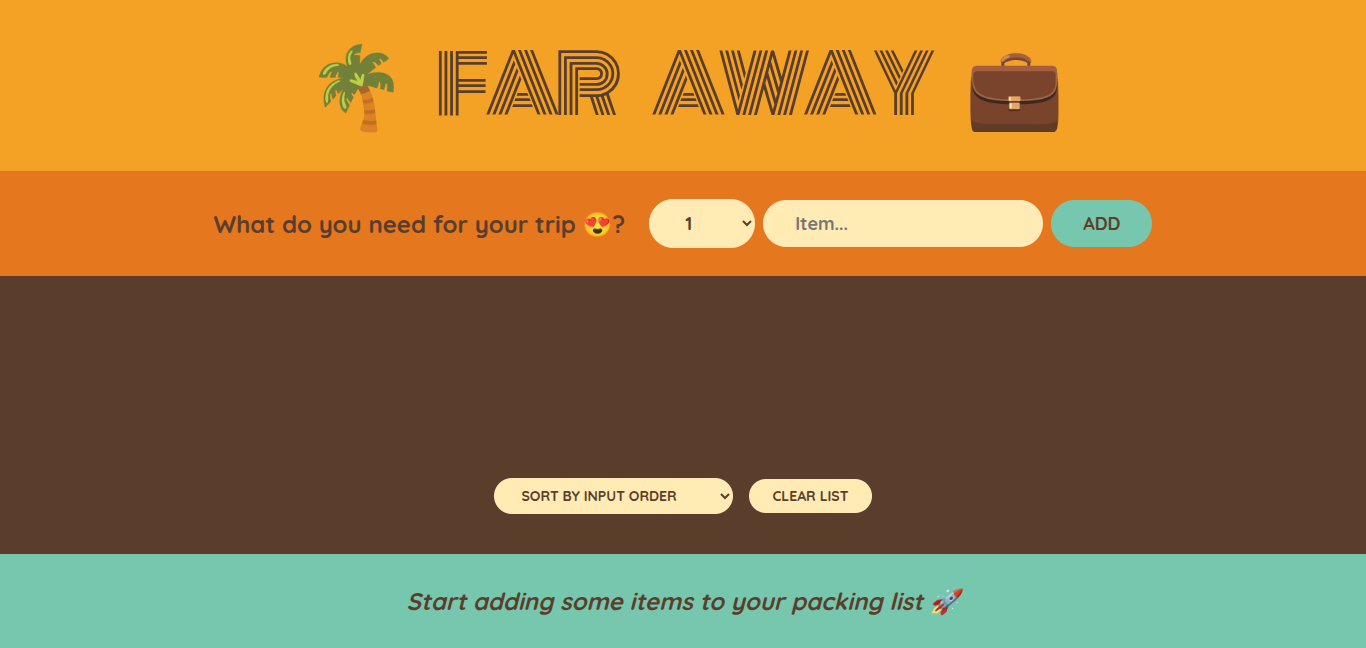 🌴 FAR AWAY 💼
What do you need for your trip 😍? 1 Item... ADD
SORT BY INPUT ORDER CLEAR LIST
Start adding some items to your packing list 🚀